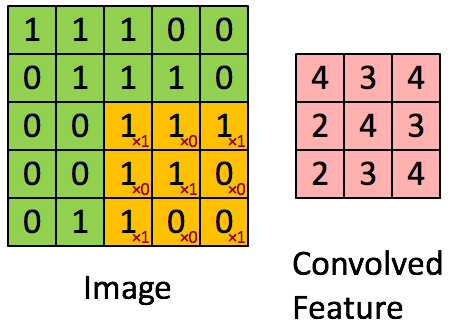 1 1 1 0 0
0 1 1 1 0 4 3 4
0 0 1×1 1×0 1×1 2 4 3
0 0 1×0 1×1 0×0 2 3 4
0 1 1×1 0×0 0×1
Image
Convolved
Feature